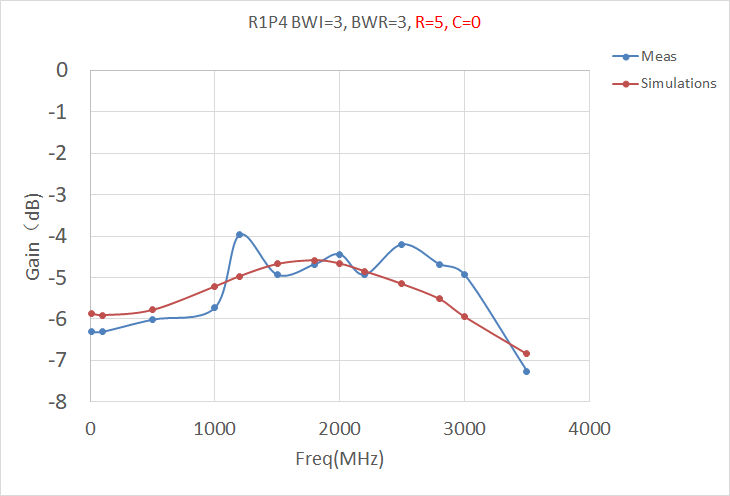 R1P4 BWI=3, BWR=3, R=5, C=0
Meas
Simulations
0
-1
-2
-3
-4
-5
-6
-7
-8
Gain（dB)
0 1000 2000 3000 4000
Freq(MHz)